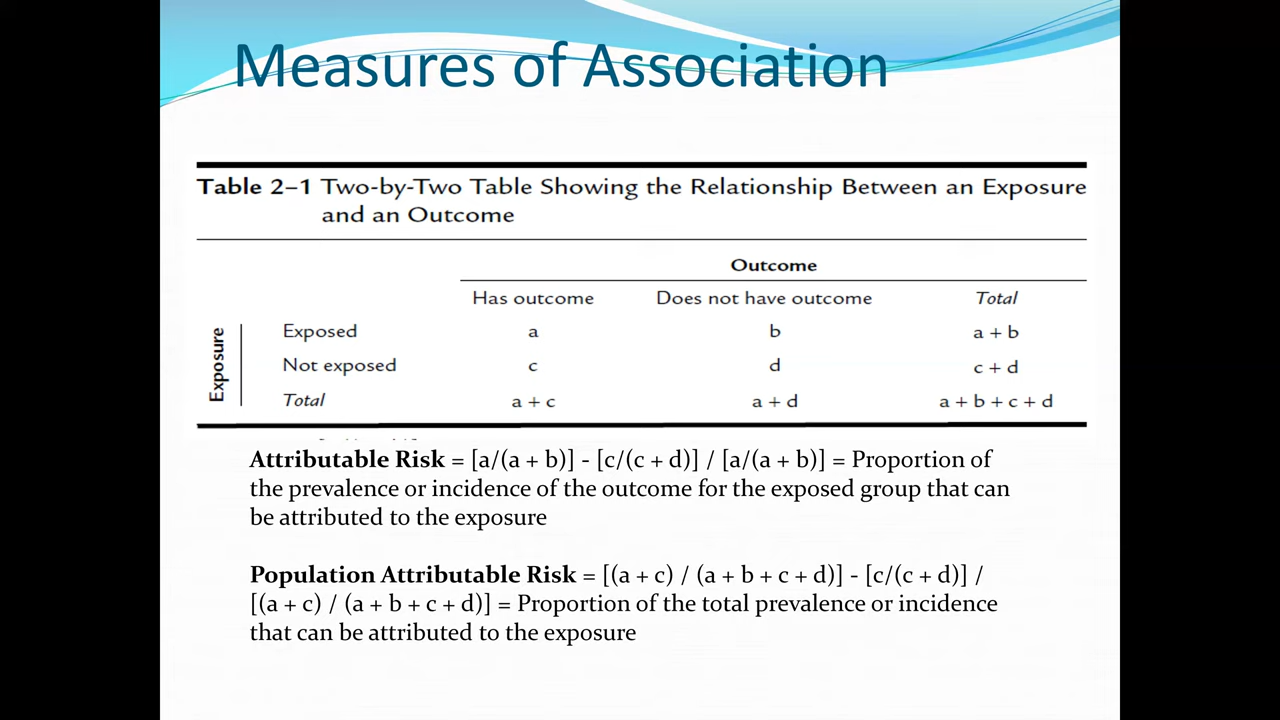 Measures of Association
Table 2–1 Two-by-Two Table Showing the Relationship Between an Exposure
and an Outcome
Outcome
Has outcome Does not have outcome Total
Exposure
Exposed a b a + b
Not exposed c d c + d
Total a + c a + d a + b + c + d
Attributable Risk = [a/(a + b)] - [c/(c + d)] / [a/(a + b)] = Proportion of
the prevalence or incidence of the outcome for the exposed group that can
be attributed to the exposure
Population Attributable Risk = [(a + c) / (a + b + c + d)] - [c/(c + d)] /
[(a + c) / (a + b + c + d)] = Proportion of the total prevalence or incidence
that can be attributed to the exposure